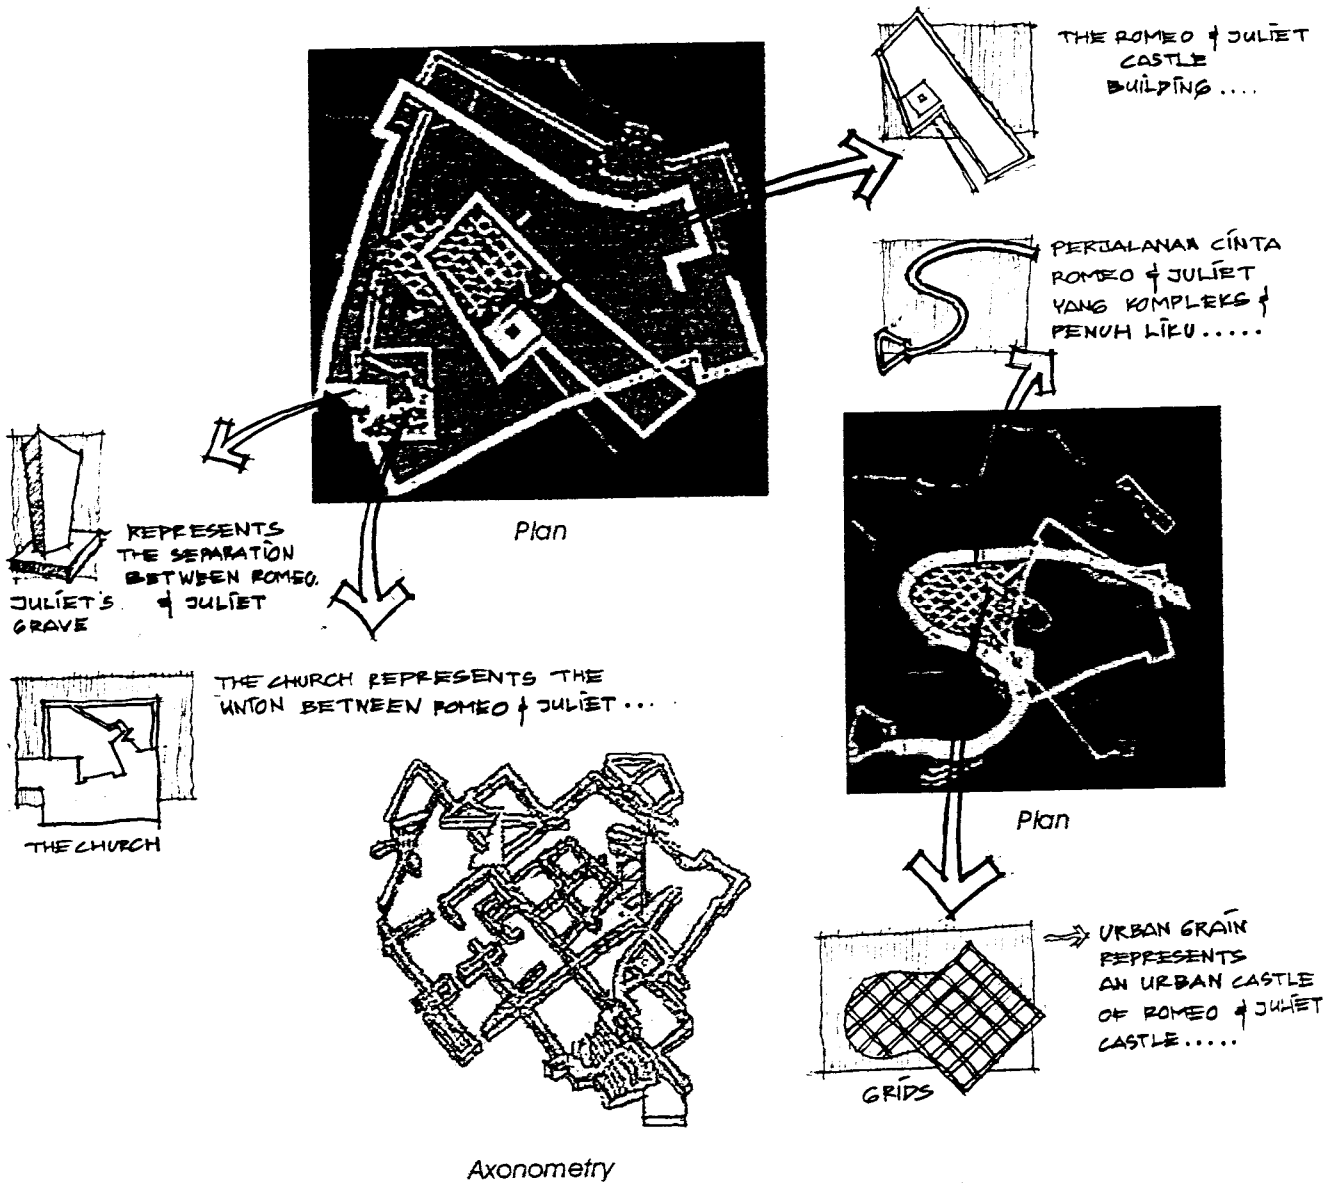 THE ROMEO & JULIET
CASTLE
BUILDING....
PERJALANAN CINTA
ROMEO & JULIET
YANG KOMPLEKS &
PENUH LIKU.....
Plan
REPRESENTS
THE SEPARATION
BETWEEN ROMEO.
& JULIET
JULIET'S
GRAVE
THE CHURCH REPRESENTS THE
UNION BETWEEN ROMEO & JULIET...
THE CHURCH
Plan
URBAN GRAIN
REPRESENTS
AN URBAN CASTLE
OF ROMEO & JULIET
CASTLE.....
GRIDS
Axonometry